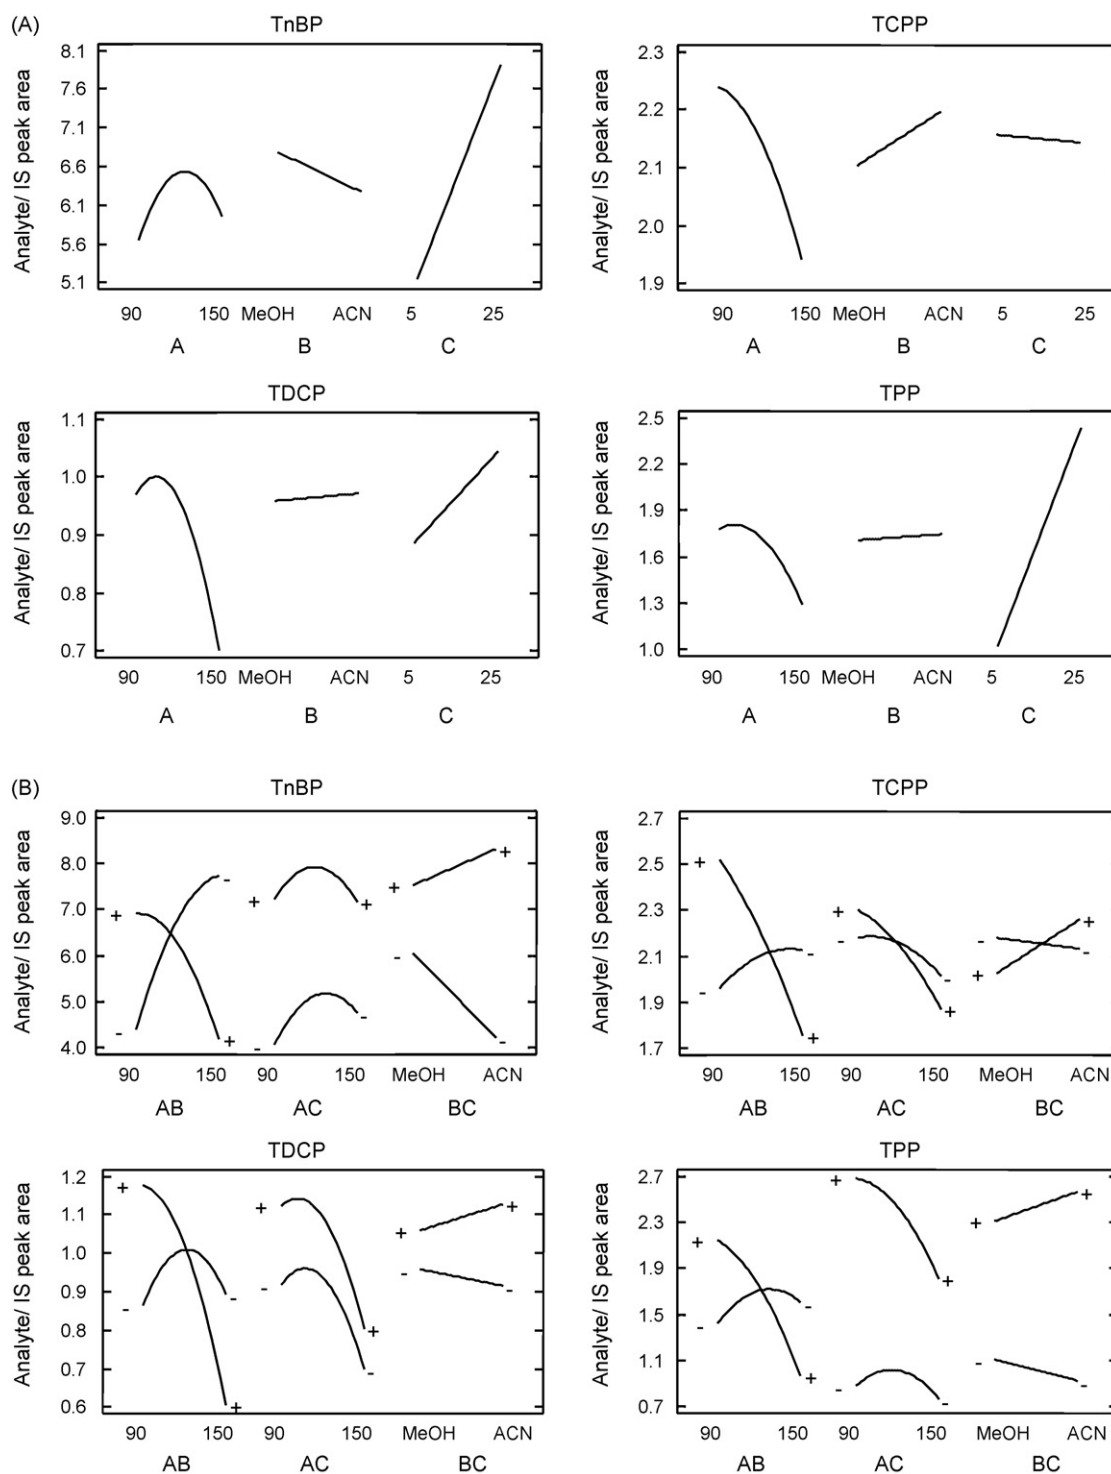 (A)
TnBP
Analyte/ IS peak area
8.1
7.6
7.1
6.6
6.1
5.6
5.1
90 150 MeOH ACN 5 25
A B C
TCPP
Analyte/ IS peak area
2.3
2.2
2.1
2.0
1.9
90 150 MeOH ACN 5 25
A B C
TDCP
Analyte/ IS peak area
1.1
1.0
0.9
0.8
0.7
90 150 MeOH ACN 5 25
A B C
TPP
Analyte/ IS peak area
2.5
2.2
1.9
1.6
1.3
1.0
90 150 MeOH ACN 5 25
A B C
(B)
TnBP
Analyte/ IS peak area
9.0
8.0
7.0
6.0
5.0
4.0
+ - + + + +
- + - - - -
90 150 90 150 MeOH ACN
AB AC BC
TCPP
Analyte/ IS peak area
2.7
2.5
2.3
2.1
1.9
1.7
+ - + - - +
- + - + + -
90 150 90 150 MeOH ACN
AB AC BC
TDCP
Analyte/ IS peak area
1.2
1.1
1.0
0.9
0.8
0.7
0.6
+ - + + + +
- + - - - -
90 150 90 150 MeOH ACN
AB AC BC
TPP
Analyte/ IS peak area
2.7
2.3
1.9
1.5
1.1
0.7
+ - + + + +
- + - - - -
90 150 90 150 MeOH ACN
AB AC BC